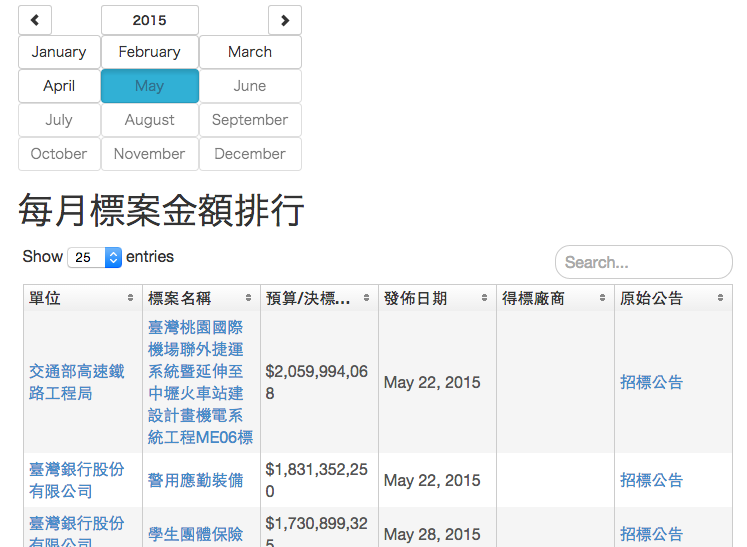 2015
January February March
April May June
July August September
October November December
每月標案金額排行
Show 25 entries
Search...
單位 標案名稱 預算/決標... 發佈日期 得標廠商 原始公告
交通部高速鐵
路工程局
臺灣桃園國際
機場聯外捷運
系統暨延伸至
中壢火車站建
設計畫機電系
統工程ME06標
$2,059,994,06
8
May 22, 2015
招標公告
臺灣銀行股份
有限公司
警用應勤裝備
$1,831,352,25
0
May 22, 2015
招標公告
臺灣銀行股份
有限公司
學生團體保險
$1,730,899,32
5
May 28, 2015
招標公告